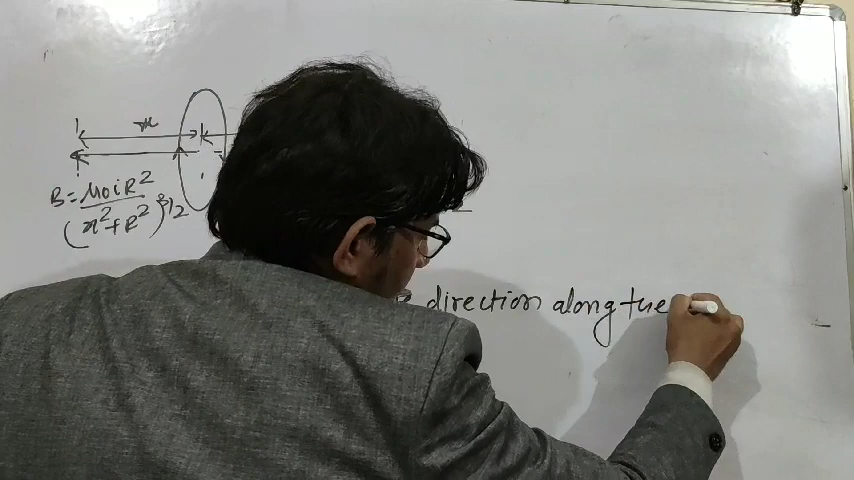 x
B = μ0iR²
(x²+R²)3/2
direction along the